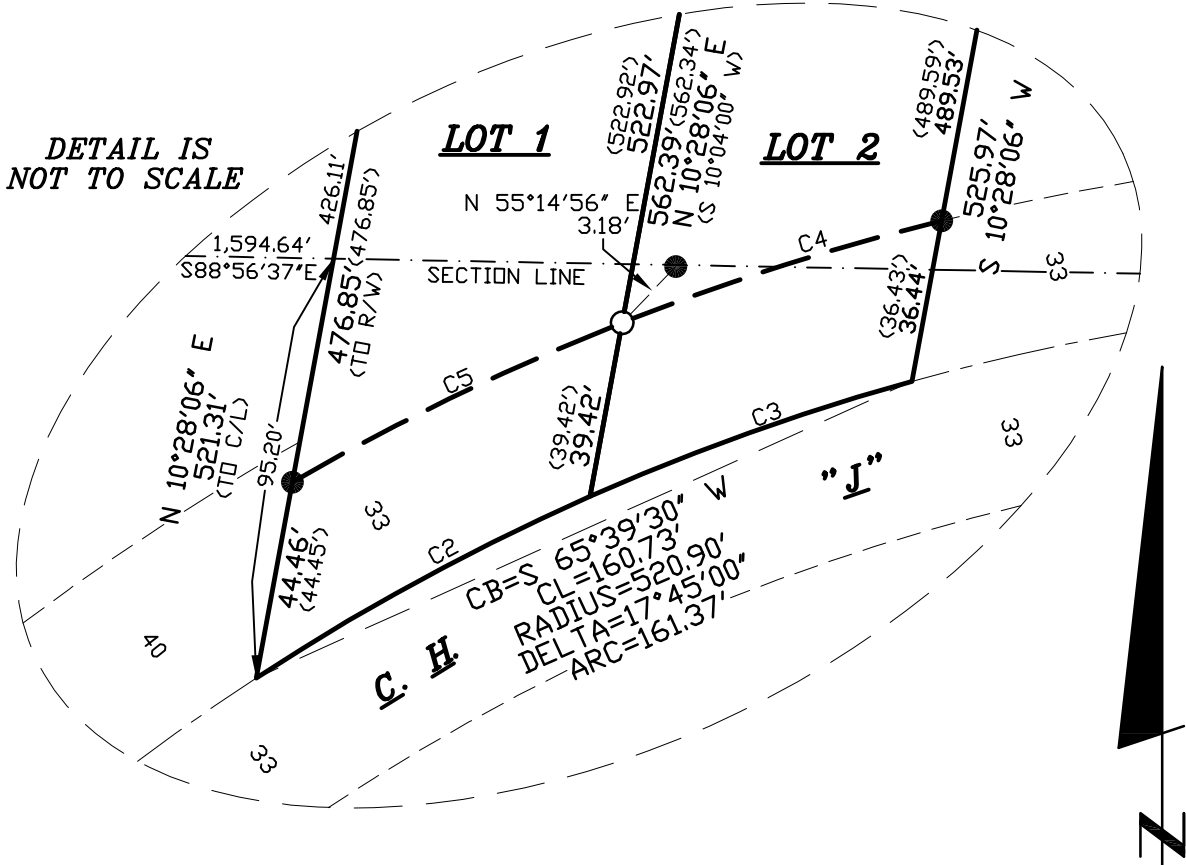 DETAIL IS
NOT TO SCALE
LOT 1
LOT 2
(522.92')
522.97'
562.39'(562.34')
N 10°28'06" E
(S 10°04'00" W)
(489.59')
489.53'
525.97'
S 10°28'06" W
426.11'
(476.85')
476.85'
(TO R/W)
N 55°14'56" E
3.18'
1,594.64'
S88°56'37"E
SECTION LINE
C4
33
(36.43')
36.44'
N 10°28'06" E
521.31'
(TO C/L)
95.20'
C5
(39.42')
39.42'
C3
33
"J"
33
44.46'
(44.45')
C2
CB=S 65°39'30" W
CL=160.73'
RADIUS=520.90'
DELTA=17°45'00"
ARC=161.37'
C. H.
40
33
N